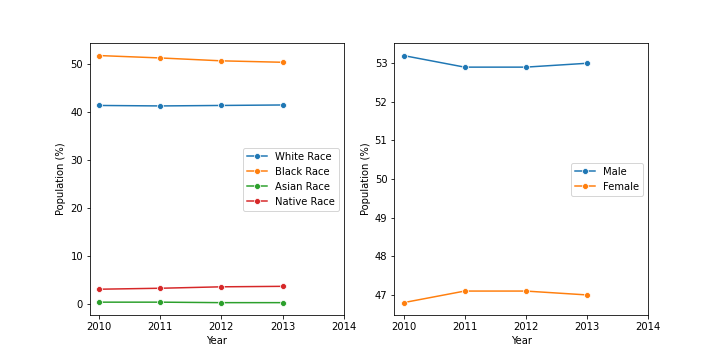 50
40
30
20
10
0
Population (%)
2010 2011 2012 2013 2014
Year
White Race
Black Race
Asian Race
Native Race
53
52
51
50
49
48
47
Population (%)
2010 2011 2012 2013 2014
Year
Male
Female